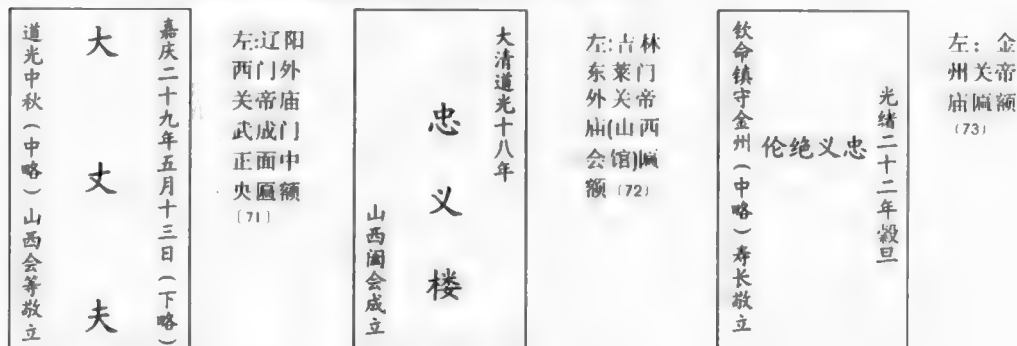 嘉庆二十九年五月十三日（下略）
大丈夫
道光中秋（中略）山西会等敬立
左:辽阳
西门外
关帝庙
武成门
正面中
央匾额
〔71〕
大清道光十八年
忠义楼
山西阖会成立
左:吉林
东莱门
外关帝
庙(山西
会馆)匾
额〔72〕
光绪二十二年穀旦
忠义绝伦
钦命镇守金州（中略）寿长敬立
左：金
州关帝
庙匾额
〔73〕